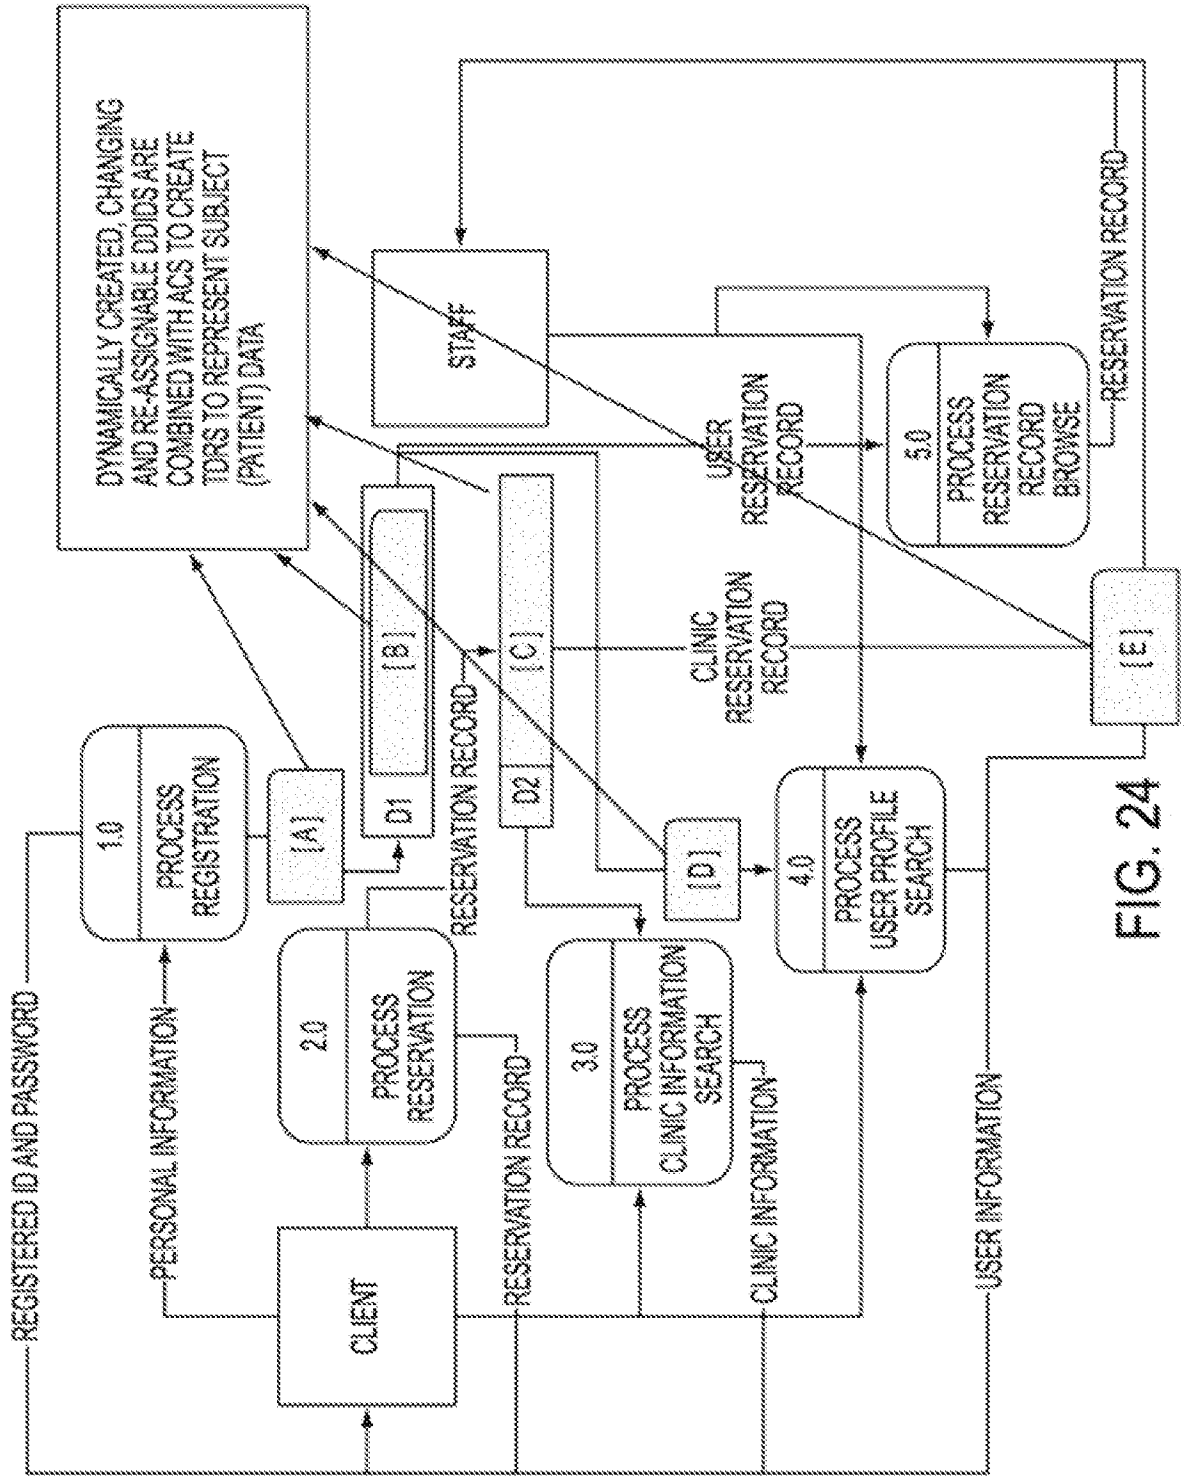 REGISTERED ID AND PASSWORD
PERSONAL INFORMATION
1.0
PROCESS
REGISTRATION
[A]
DYNAMICALLY CREATED, CHANGING
AND RE-ASSIGNABLE DDIDS ARE
COMBINED WITH ACS TO CREATE
TDRS TO REPRESENT SUBJECT
(PATIENT) DATA
CLIENT
2.0
PROCESS
RESERVATION
D1
[B]
RESERVATION RECORD
STAFF
RESERVATION RECORD
D2
[C]
3.0
PROCESS
CLINIC INFORMATION
SEARCH
CLINIC INFORMATION
[D]
CLINIC
RESERVATION
RECORD
USER
RESERVATION
RECORD
4.0
PROCESS
USER PROFILE
SEARCH
5.0
PROCESS
RESERVATION
RECORD
BROWSE
USER INFORMATION
[E]
RESERVATION RECORD
FIG. 24